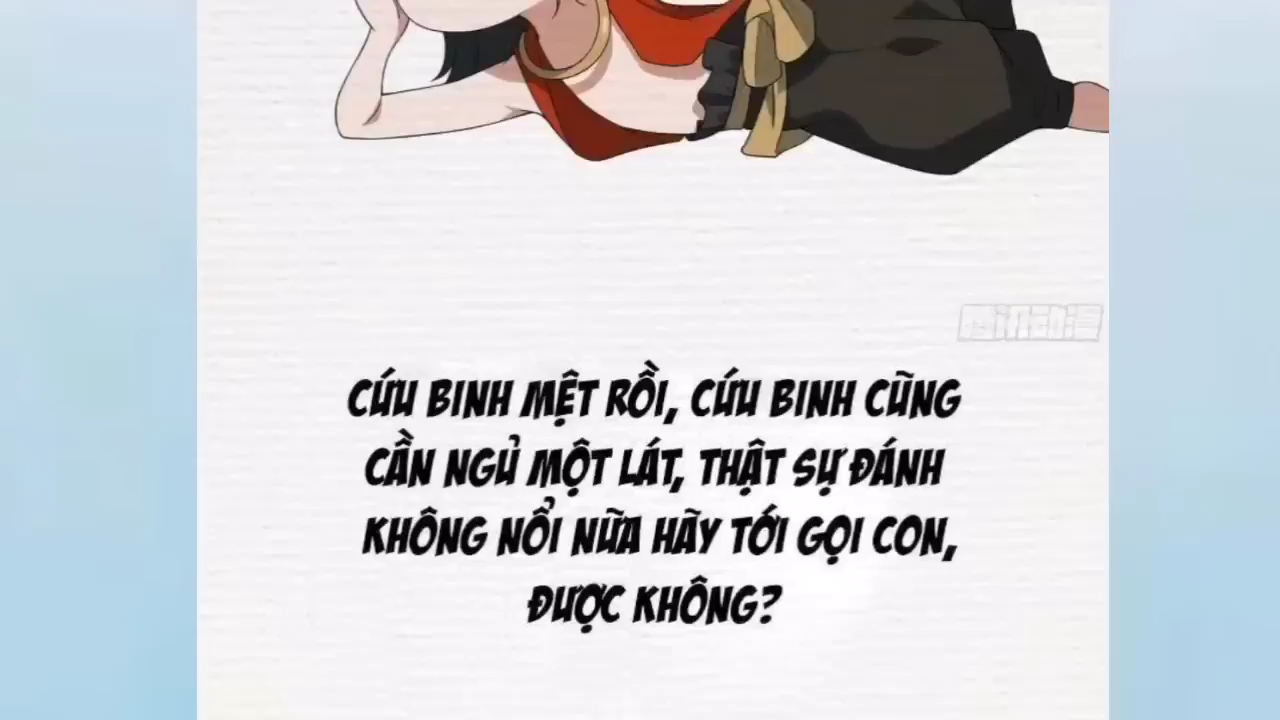 CỨU BINH MỆT RỒI, CỨU BINH CŨNG
CẦN NGỦ MỘT LÁT, THẬT SỰ ĐÁNH
KHÔNG NỔI NỮA HÃY TỚI GỌI CON,
ĐƯỢC KHÔNG?